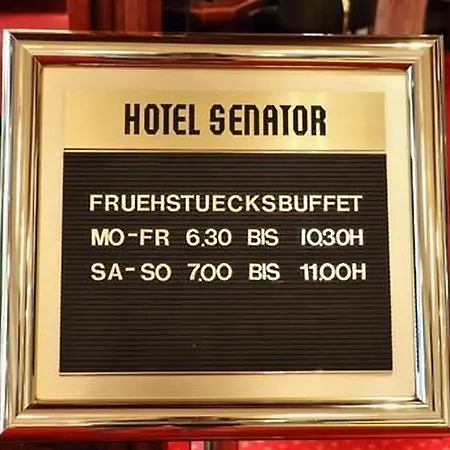 HOTEL SENATOR
FRUEHSTUECKSBUFFET
MO-FR 6.30 BIS 10.30H
SA-SO 7.00 BIS 11.00H